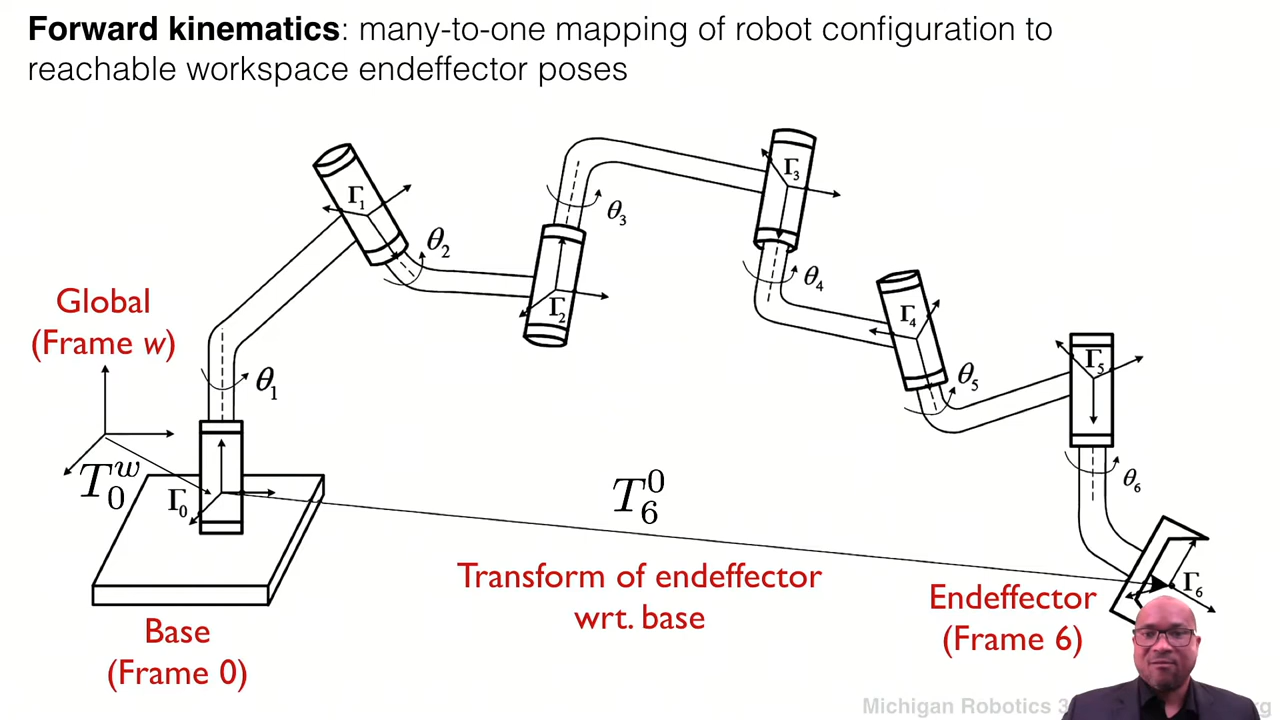 Forward kinematics: many-to-one mapping of robot configuration to
reachable workspace endeffector poses
Γ₁
θ₂
θ₃
Γ₃
θ₄
Γ₂
Global
(Frame w)
θ₁
Γ₄
θ₅
Γ₅
T₀ʷ
Γ₀
T₆⁰
θ₆
Transform of endeffector
wrt. base
Endeffector
(Frame 6)
Γ₆
Base
(Frame 0)
Michigan Robotics